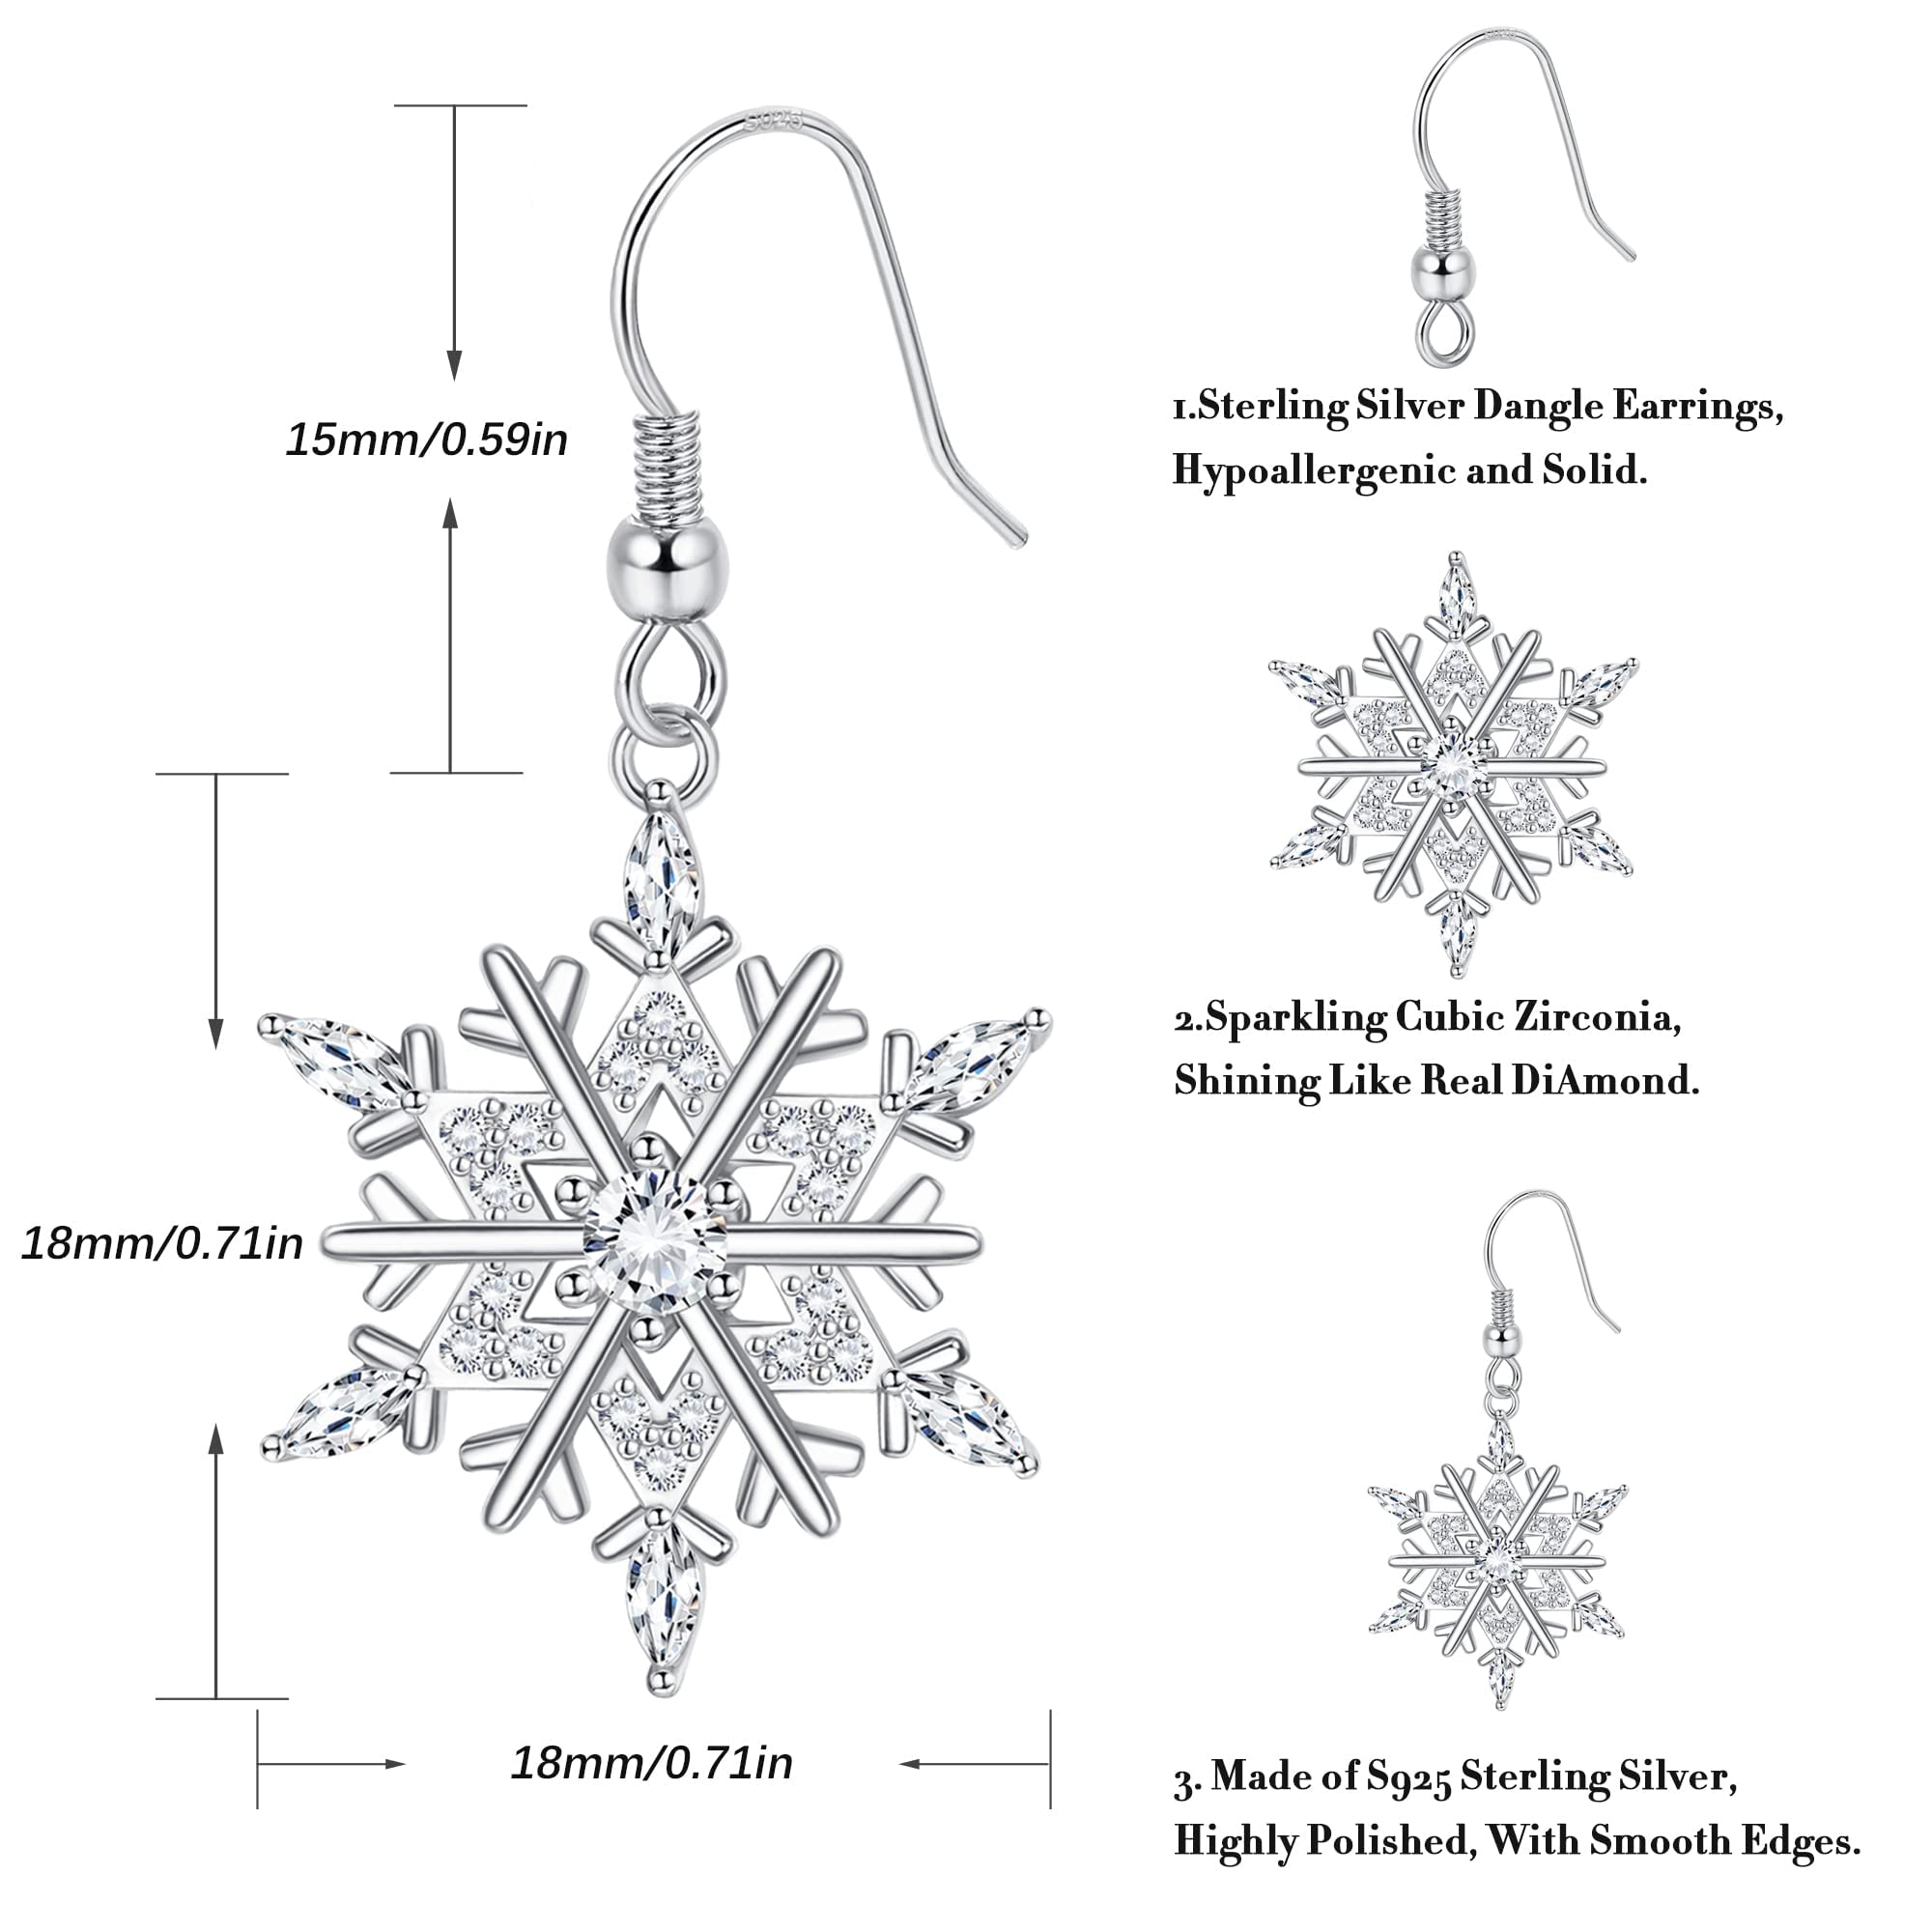 15mm/0.59in
18mm/0.71in
18mm/0.71in
1.Sterling Silver Dangle Earrings,
Hypoallergenic and Solid.
2.Sparkling Cubic Zirconia,
Shining Like Real DiAmond.
3. Made of S925 Sterling Silver,
Highly Polished, With Smooth Edges.